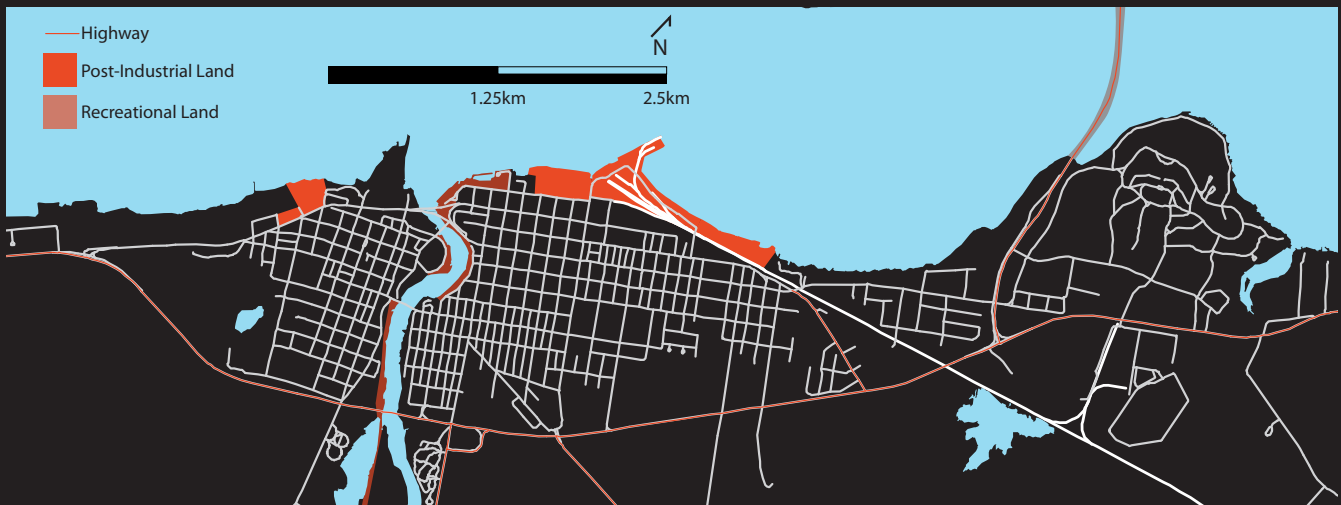 Highway
Post-Industrial Land
Recreational Land
N
1.25km 2.5km